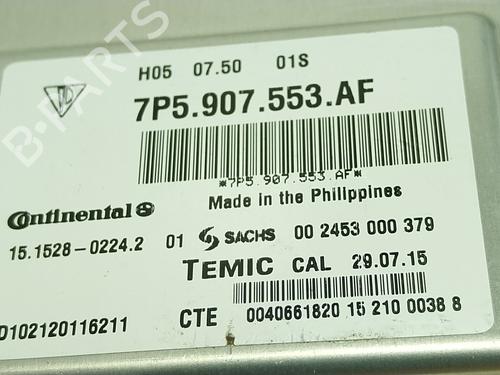 H05 07.50 01S
7P5.907.553.AF
*7P5.907.553.AF*
Made in the Philippines
Continental
15.1528-0224.2 01 SACHS 00 2453 000 379
TEMIC CAL 29.07.15
CTE 0040661820 15 210 0038 8
D102120116211
B-PARTS